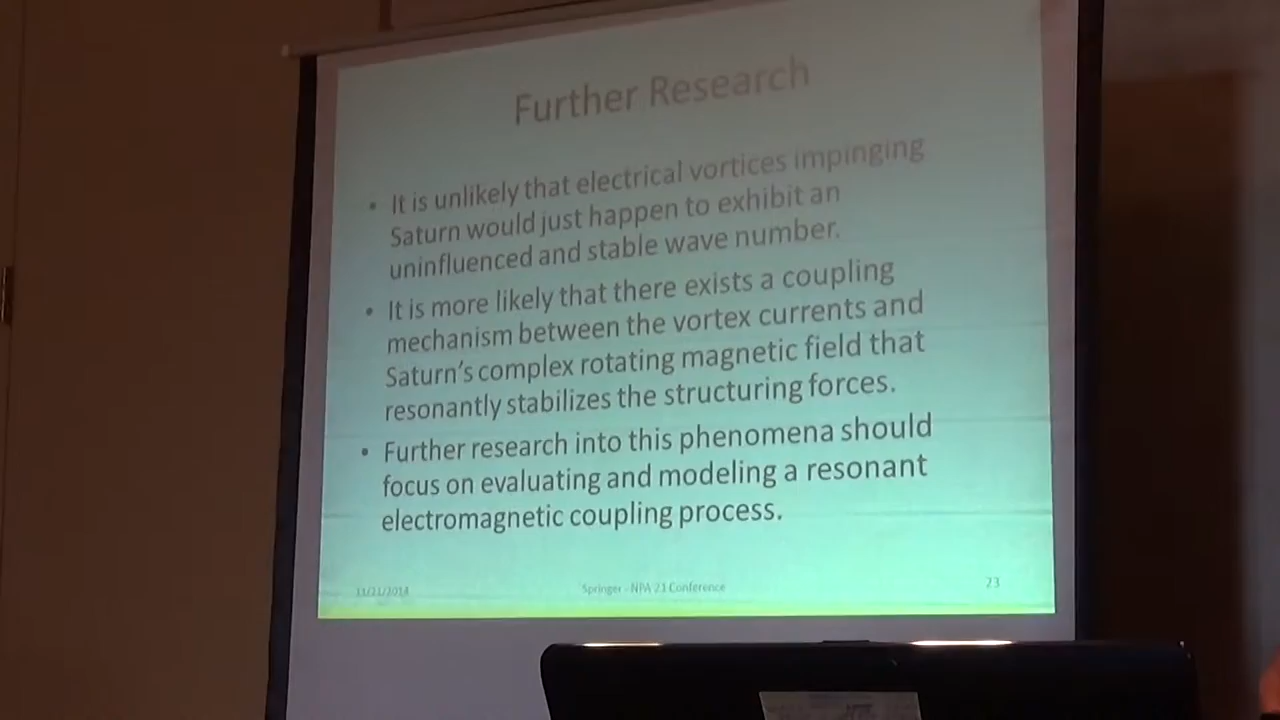 Further Research
• It is unlikely that electrical vortices impinging
Saturn would just happen to exhibit an
uninfluenced and stable wave number.
• It is more likely that there exists a coupling
mechanism between the vortex currents and
Saturn's complex rotating magnetic field that
resonantly stabilizes the structuring forces.
• Further research into this phenomena should
focus on evaluating and modeling a resonant
electromagnetic coupling process.
Springer - NPA 21 Conference
23